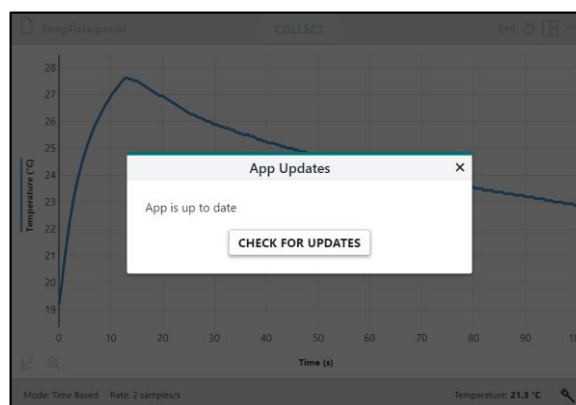 TempData.gambl
COLLECT
28
27
26
25
24
23
22
21
20
19
Temperature (°C)
App Updates
×
App is up to date
CHECK FOR UPDATES
0 10 20 30 40 50 60 70 80 90
Time (s)
Mode: Time Based Rate: 2 samples/s
Temperature: 21.3 °C